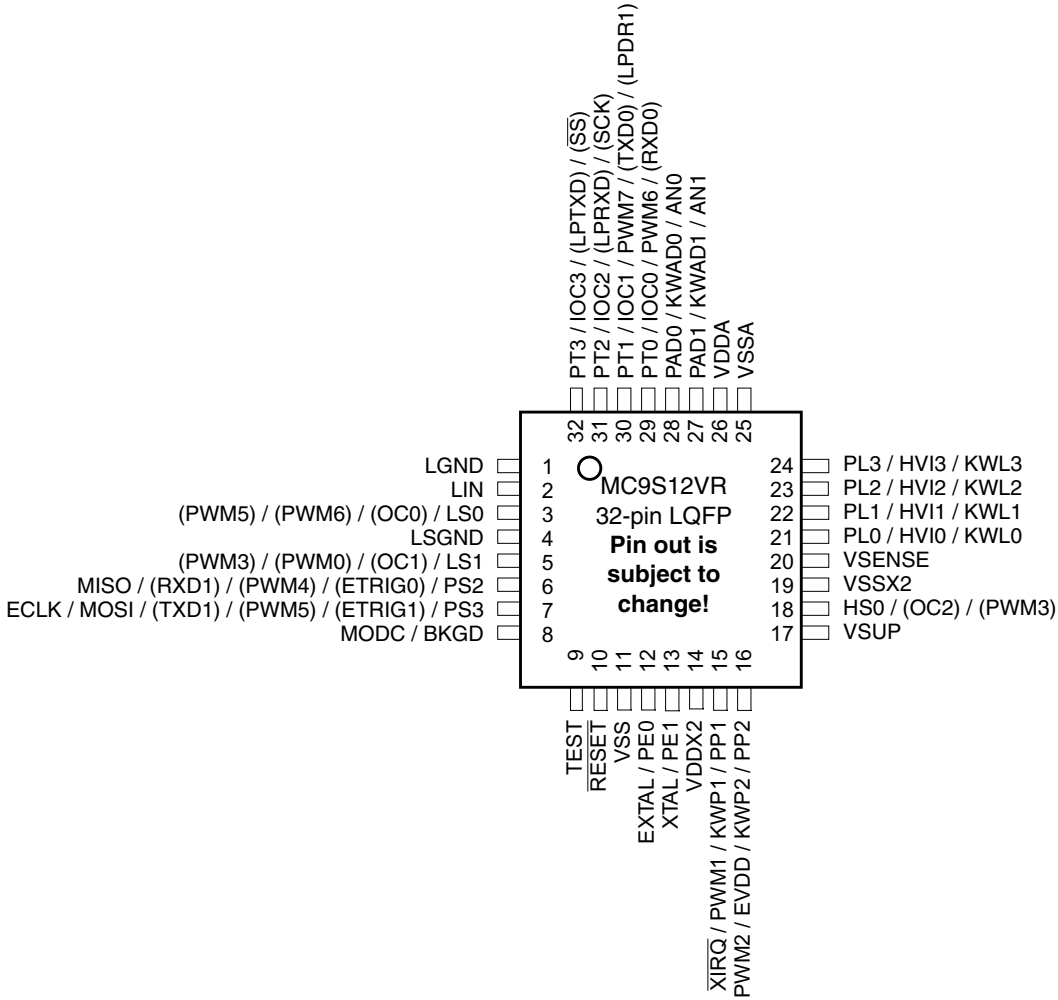 PT3 / IOC3 / (LPTXD) / (SS)
PT2 / IOC2 / (LPRXD) / (SCK)
PT1 / IOC1 / PWM7 / (TXD0) / (LPDR1)
PT0 / IOC0 / PWM6 / (RXD0)
PAD0 / KWAD0 / AN0
PAD1 / KWAD1 / AN1
VDDA
VSSA
32
31
30
29
28
27
26
25
LGND 1
LIN 2
(PWM5) / (PWM6) / (OC0) / LS0 3
LSGND 4
(PWM3) / (PWM0) / (OC1) / LS1 5
MISO / (RXD1) / (PWM4) / (ETRIG0) / PS2 6
ECLK / MOSI / (TXD1) / (PWM5) / (ETRIG1) / PS3 7
MODC / BKGD 8
MC9S12VR
32-pin LQFP
Pin out is
subject to
change!
24 PL3 / HVI3 / KWL3
23 PL2 / HVI2 / KWL2
22 PL1 / HVI1 / KWL1
21 PL0 / HVI0 / KWL0
20 VSENSE
19 VSSX2
18 HS0 / (OC2) / (PWM3)
17 VSUP
9
10
11
12
13
14
15
16
TEST
RESET
VSS
EXTAL / PE0
XTAL / PE1
VDDX2
XIRQ / PWM1 / KWP1 / PP1
PWM2 / EVDD / KWP2 / PP2